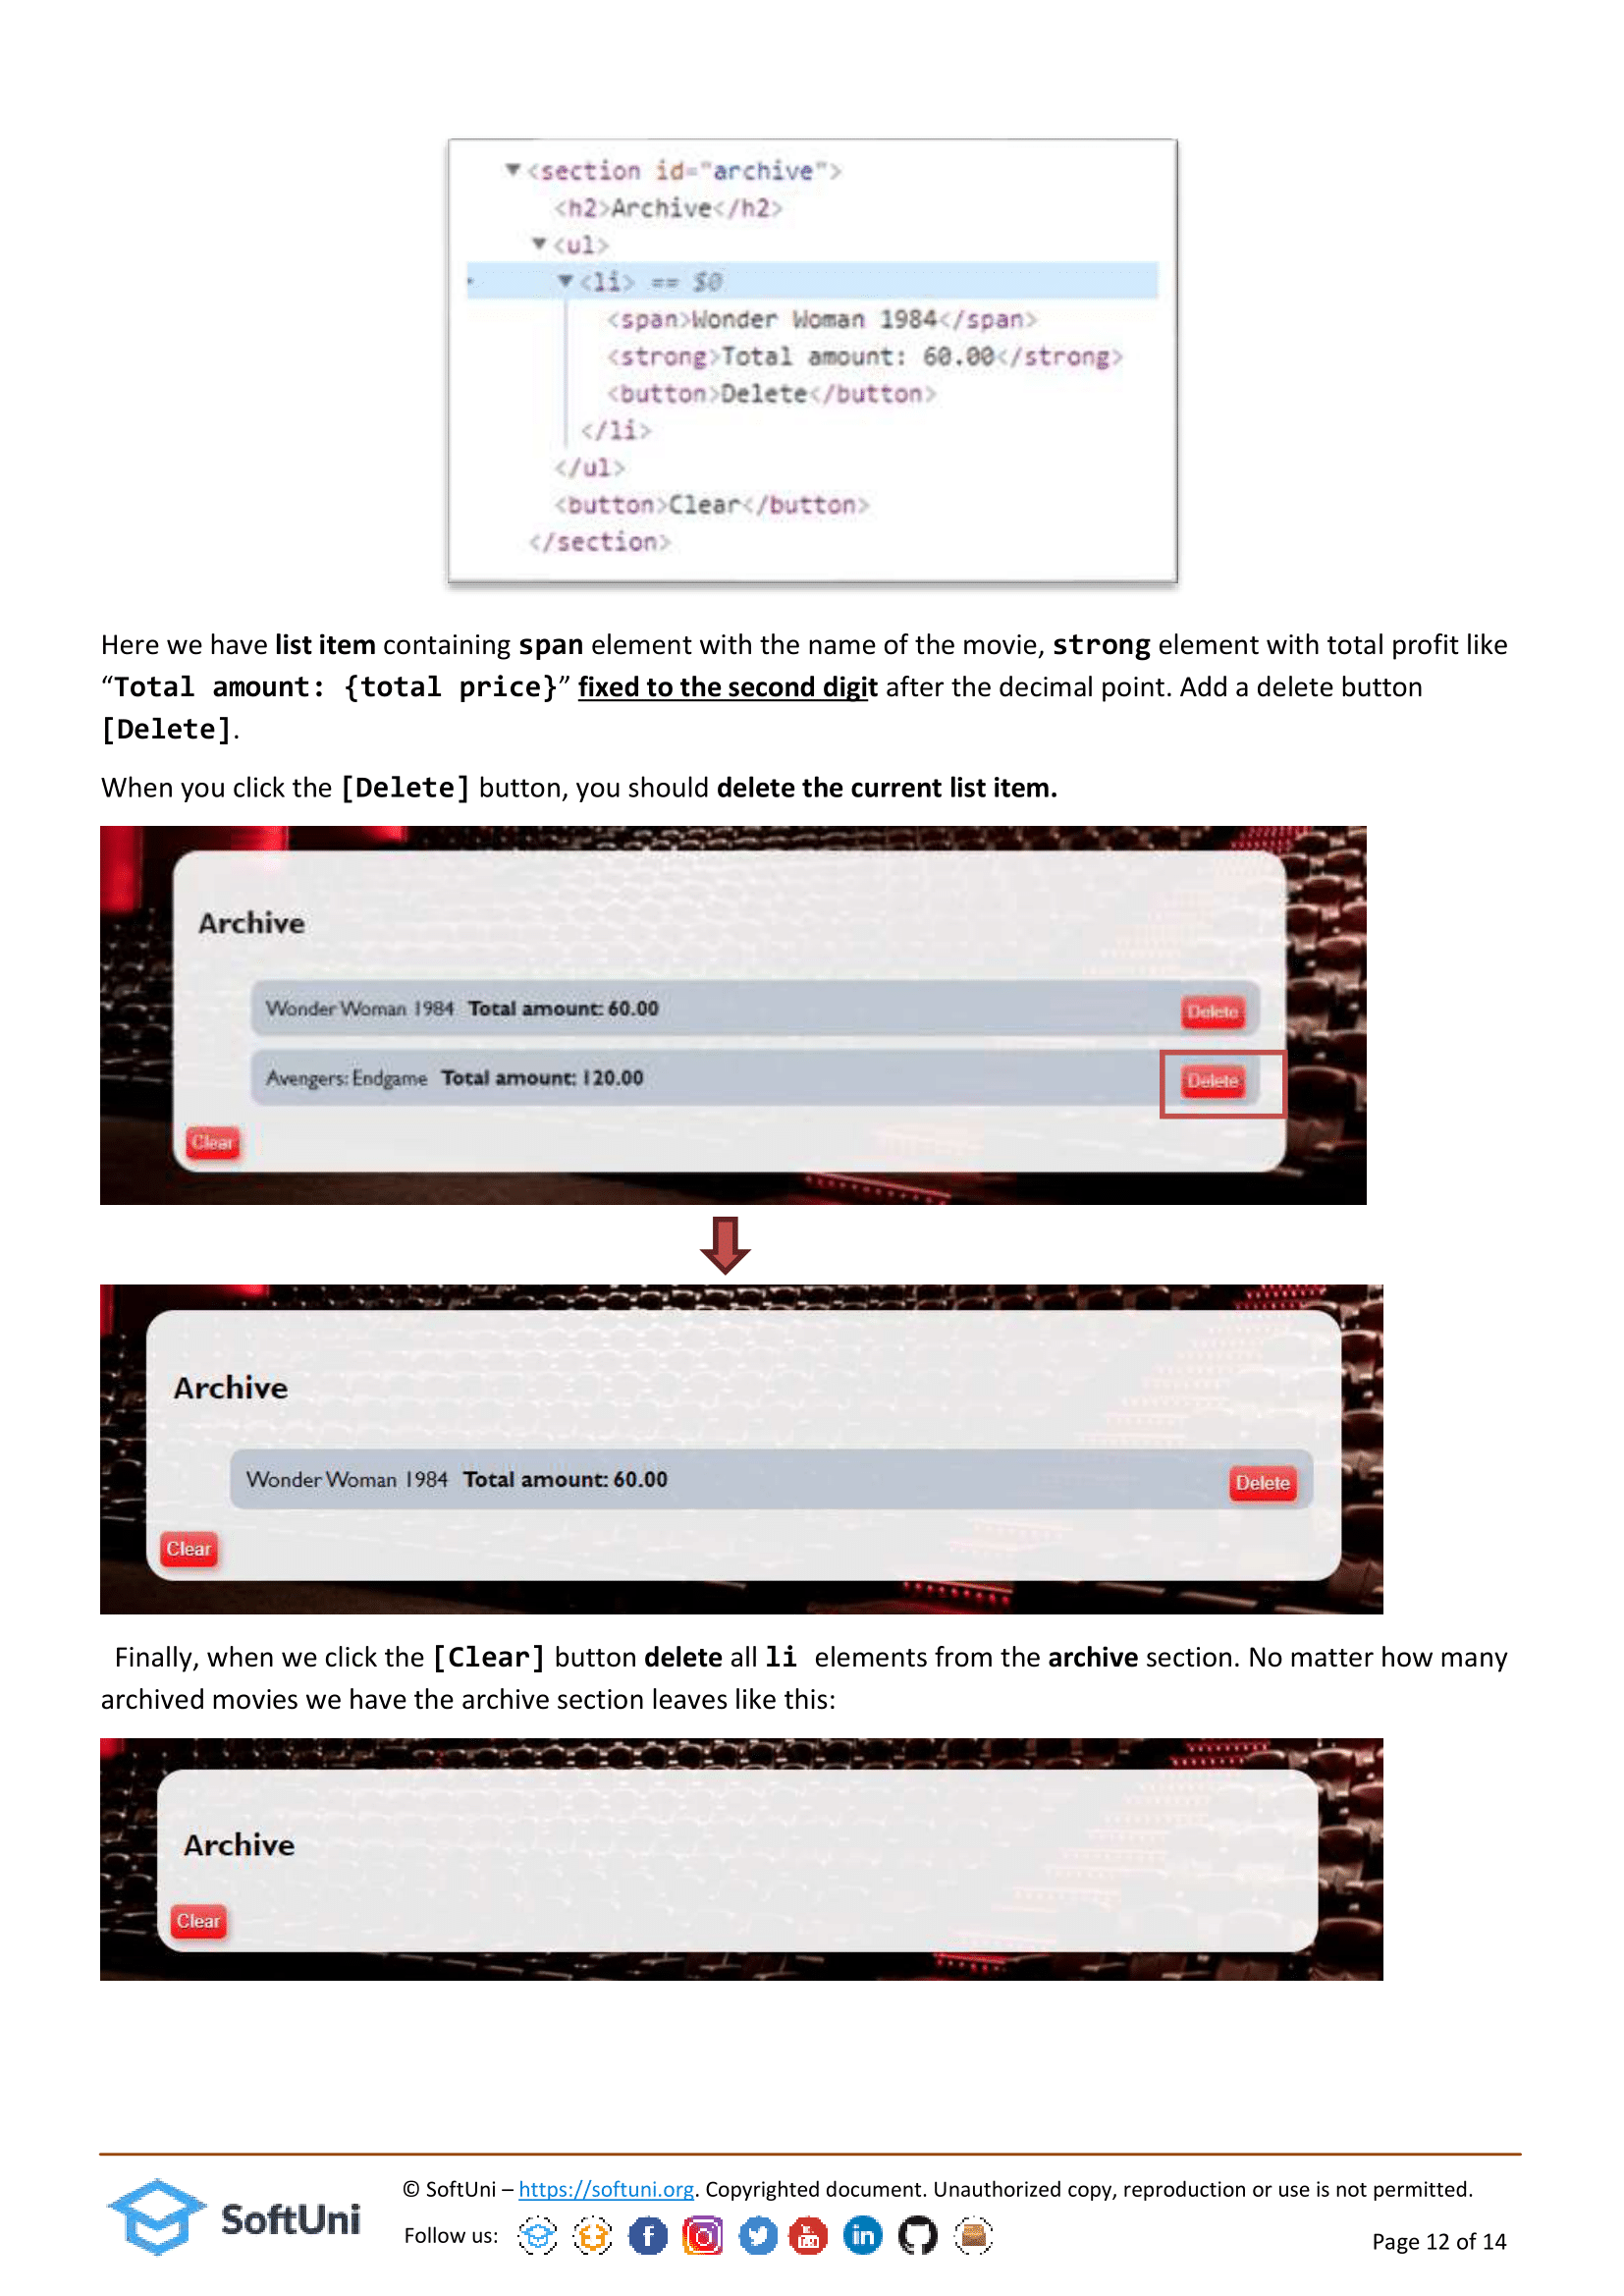 <section id="archive">
<h2>Archive</h2>
<ul>
<li> == $0
<span>Wonder Woman 1984</span>
<strong>Total amount: 60.00</strong>
<button>Delete</button>
</li>
</ul>
<button>Clear</button>
</section>
Here we have list item containing span element with the name of the movie, strong element with total profit like
“Total amount: {total price}” fixed to the second digit after the decimal point. Add a delete button
[Delete].
When you click the [Delete] button, you should delete the current list item.
Archive
Wonder Woman 1984 Total amount: 60.00 Delete
Avengers: Endgame Total amount: 120.00 Delete
Clear
Archive
Wonder Woman 1984 Total amount: 60.00 Delete
Clear
Finally, when we click the [Clear] button delete all li elements from the archive section. No matter how many
archived movies we have the archive section leaves like this:
Archive
Clear
SoftUni
© SoftUni – https://softuni.org. Copyrighted document. Unauthorized copy, reproduction or use is not permitted.
Follow us:
Page 12 of 14